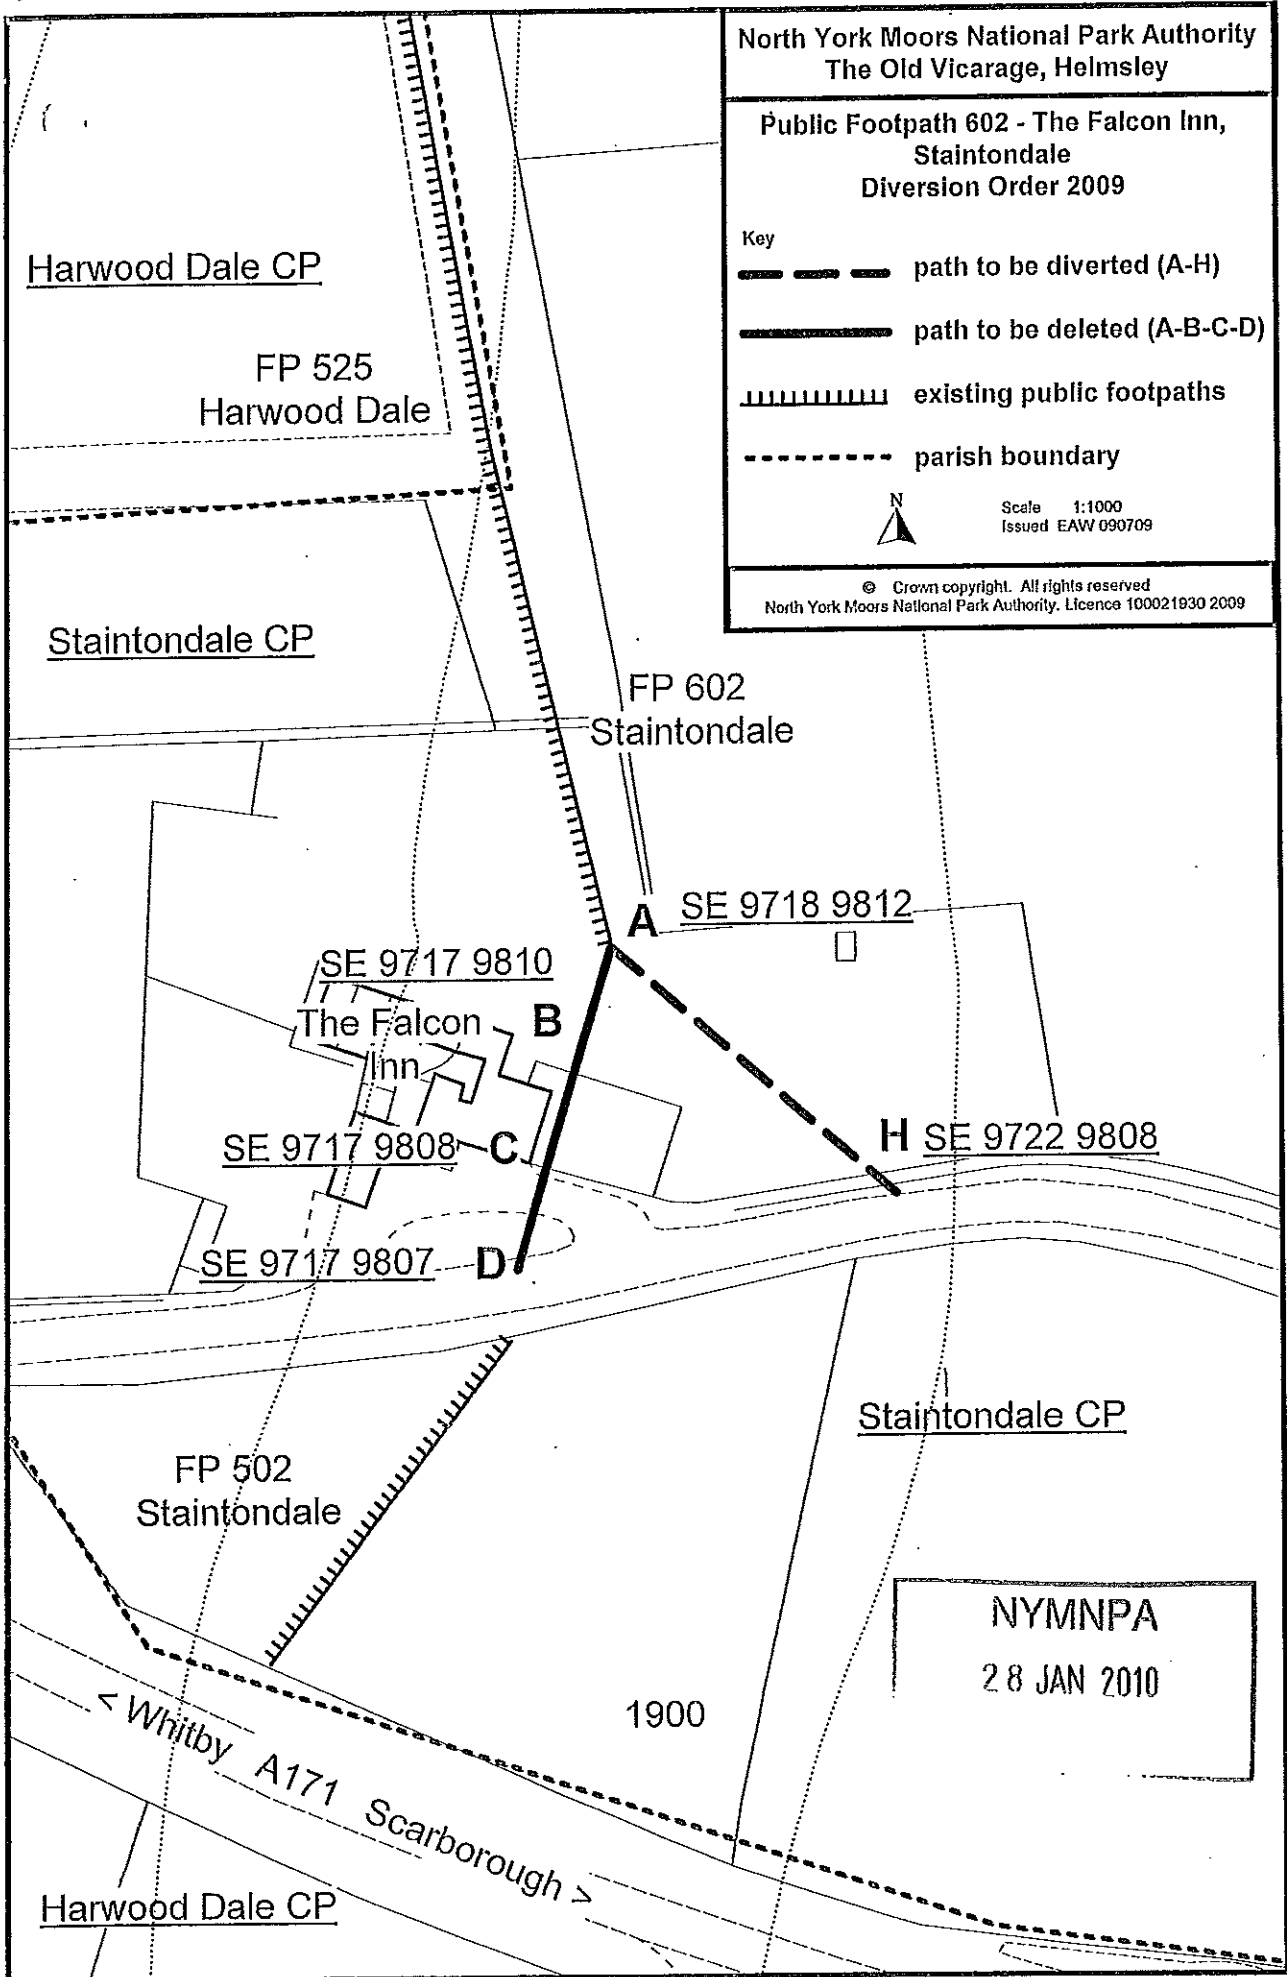 North York Moors National Park Authority
The Old Vicarage, Helmsley
Public Footpath 602 - The Falcon Inn,
Staintondale
Diversion Order 2009
Key
path to be diverted (A-H)
path to be deleted (A-B-C-D)
existing public footpaths
parish boundary
N
Scale 1:1000
Issued EAW 090709
© Crown copyright. All rights reserved
North York Moors National Park Authority. Licence 100021930 2009
Harwood Dale CP
FP 525
Harwood Dale
Staintondale CP
FP 602
Staintondale
A SE 9718 9812
SE 9717 9810
B
The Falcon
Inn
H SE 9722 9808
SE 9717 9808 C
SE 9717 9807 D
Staintondale CP
FP 502
Staintondale
NYMNPA
28 JAN 2010
1900
< Whitby A171 Scarborough >
Harwood Dale CP